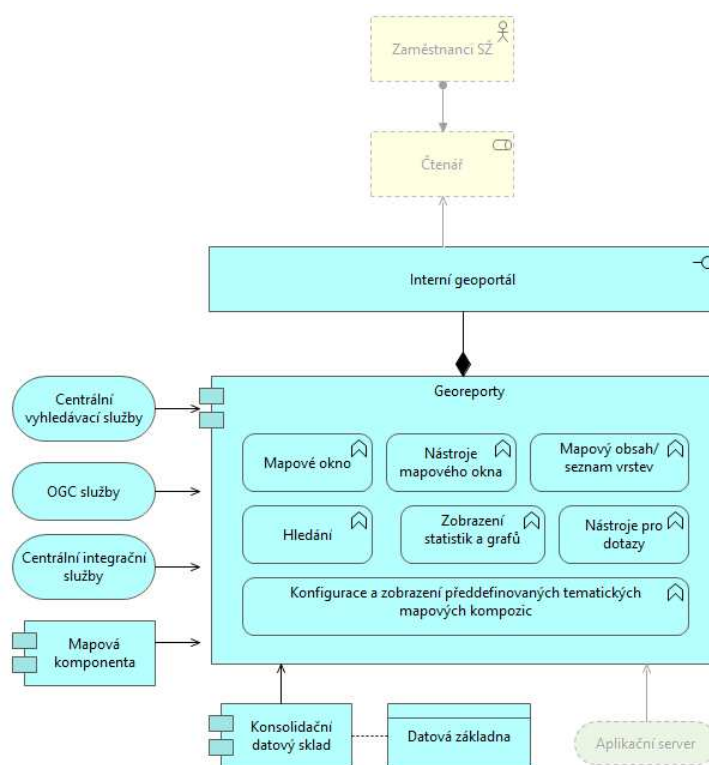 Zaměstnanci SŽ
Čtenář
Interní geoportál
Georeporty
Centrální
vyhledávací služby
OGC služby
Centrální integrační
služby
Mapová
komponenta
Mapové okno
Nástroje
mapového okna
Mapový obsah/
seznam vrstev
Hledání
Zobrazení
statistik a grafů
Nástroje pro
dotazy
Konfigurace a zobrazení předdefinovaných tematických
mapových kompozic
Konsolidační
datový sklad
Datová základna
Aplikační server